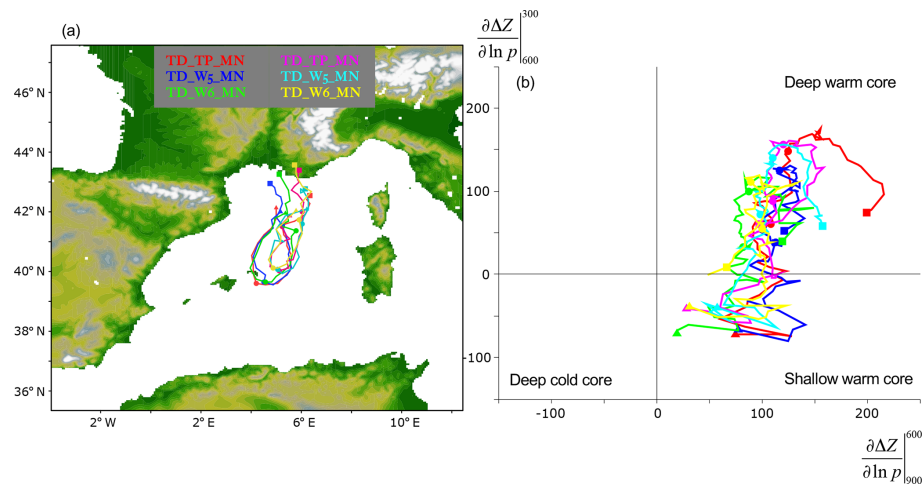 (a)
TD_TP_MN TD_TP_MN
TD_W5_MN TD_W5_MN
TD_W6_MN TD_W6_MN
46° N
44° N
42° N
40° N
38° N
36° N
2° W 2° E 6° E 10° E
∂ΔZ
∂ ln p
300
600
(b)
Deep warm core
200
100
0
-100
Deep cold core Shallow warm core
-100 0 100 200
∂ΔZ
∂ ln p
600
900